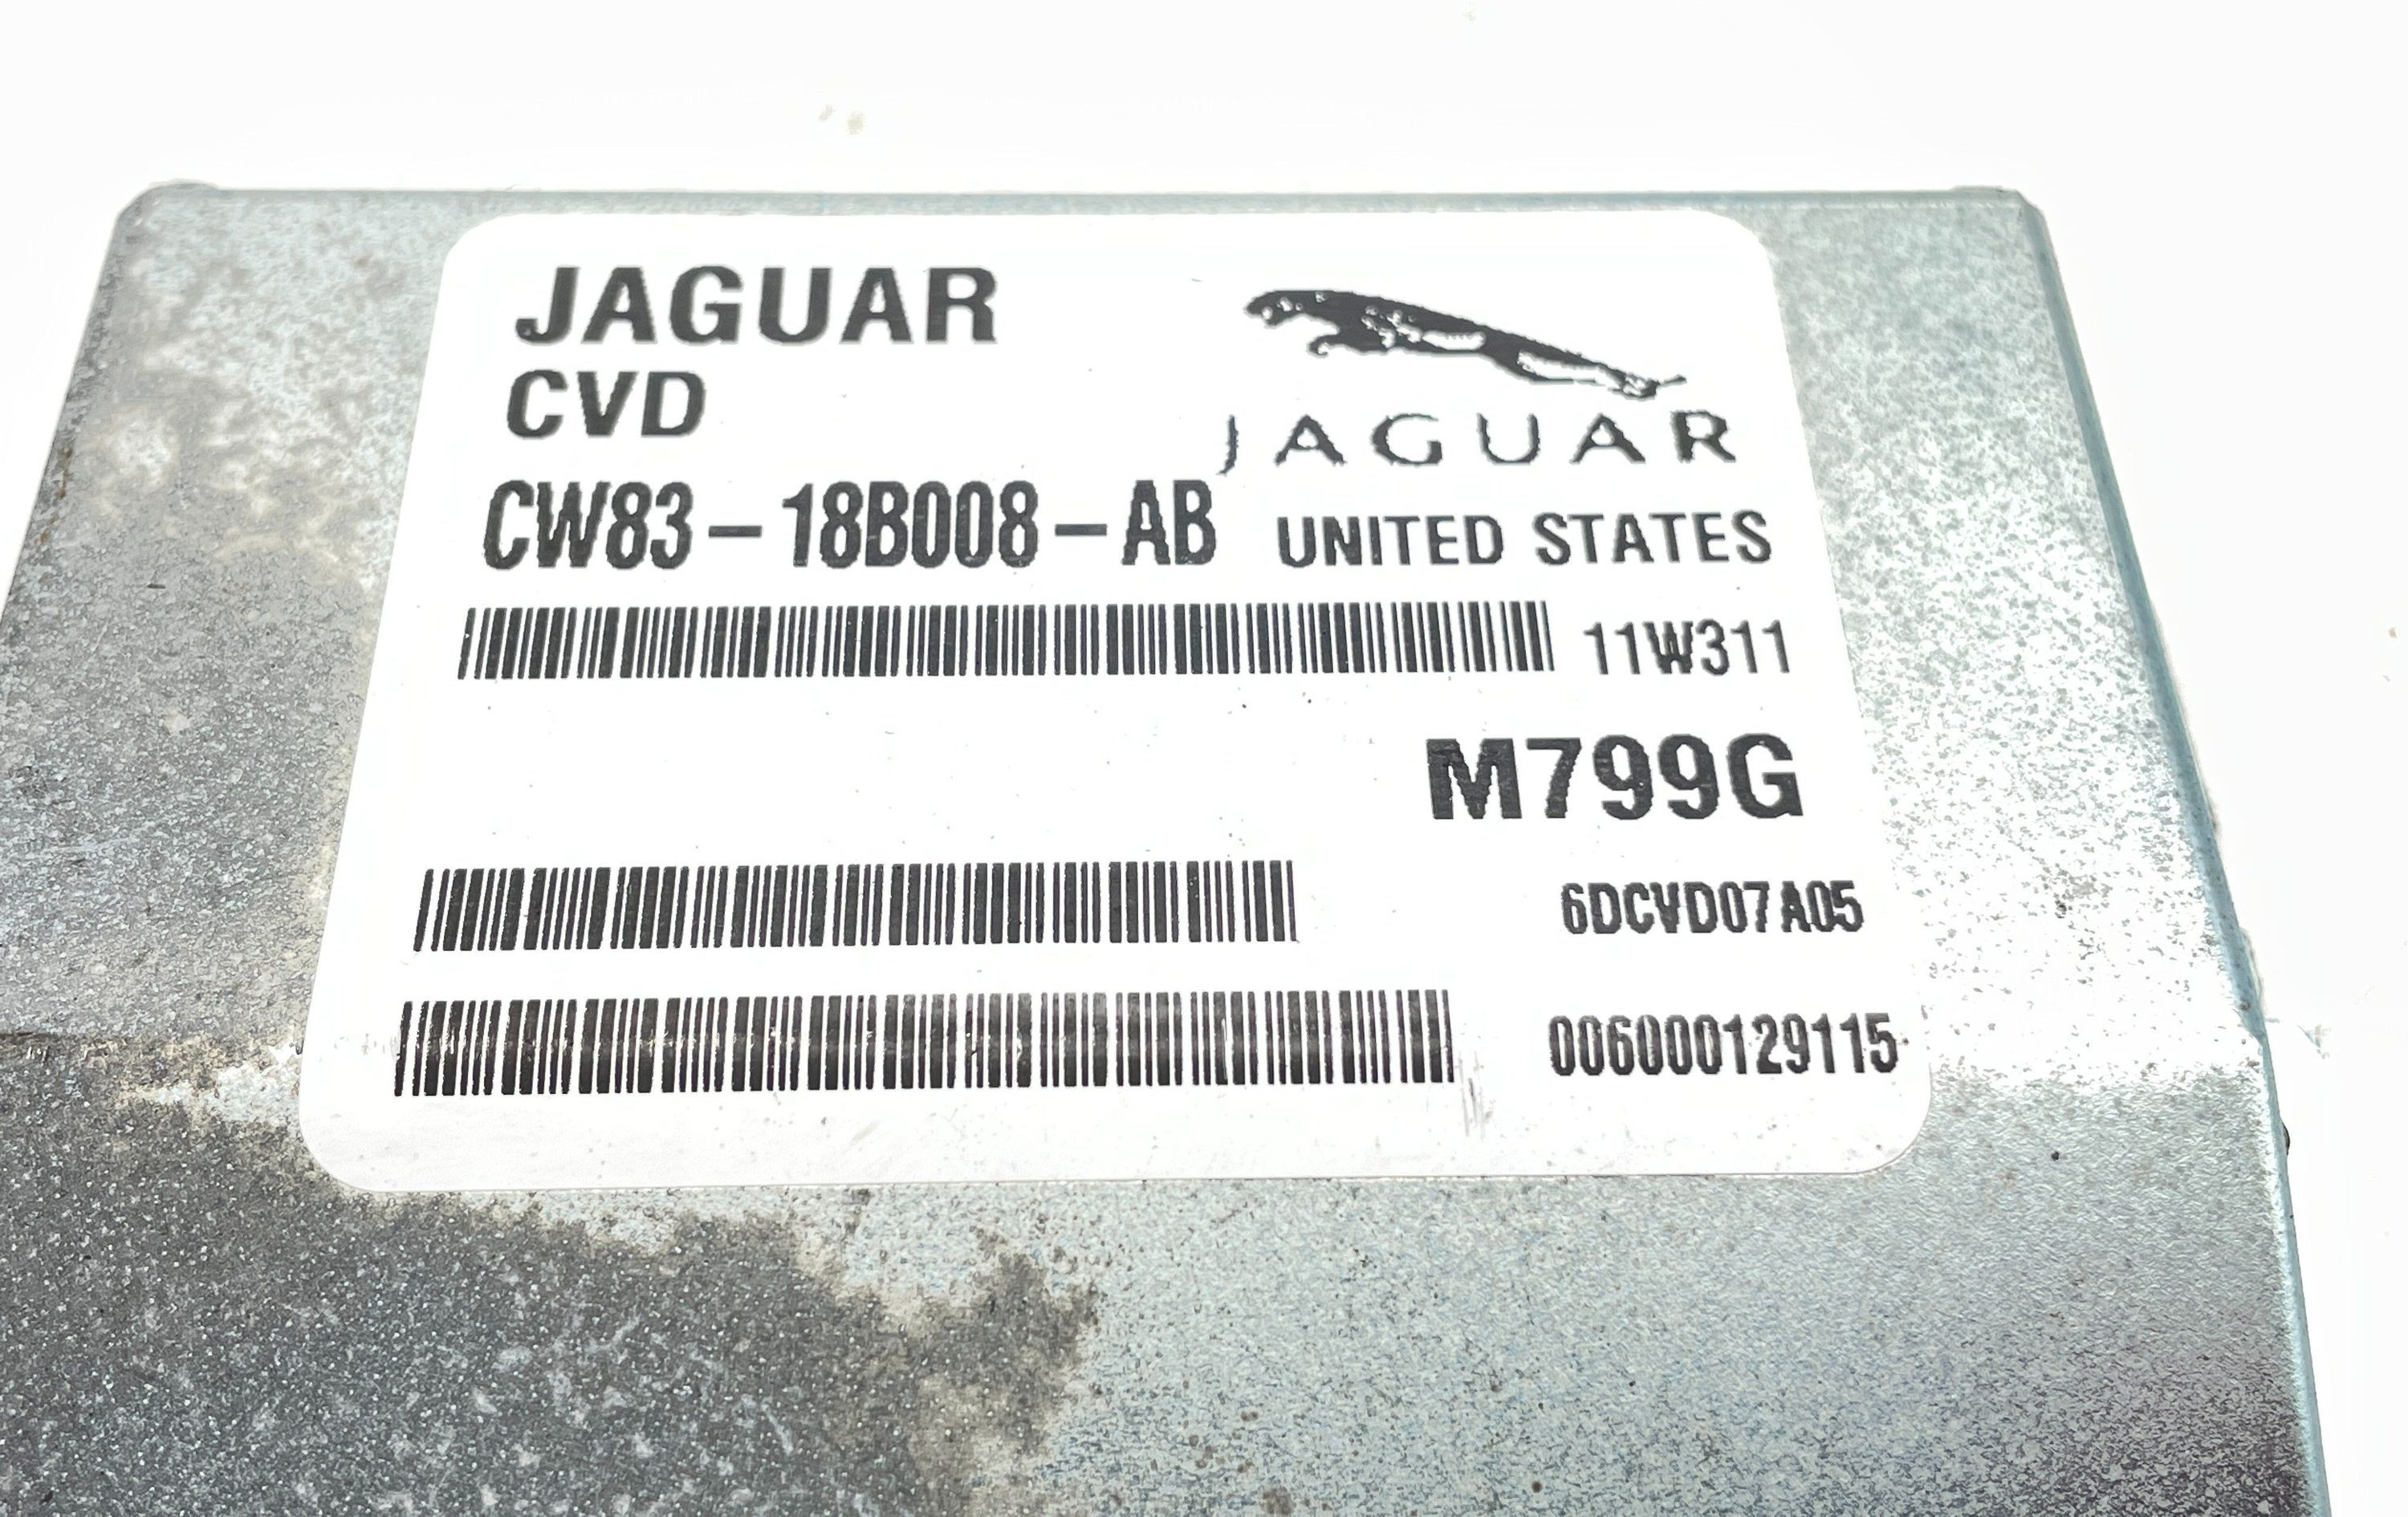 JAGUAR
CVD
JAGUAR
CW83-18B008-AB
UNITED STATES
11W311
M799G
6DCVD07A05
006000129115